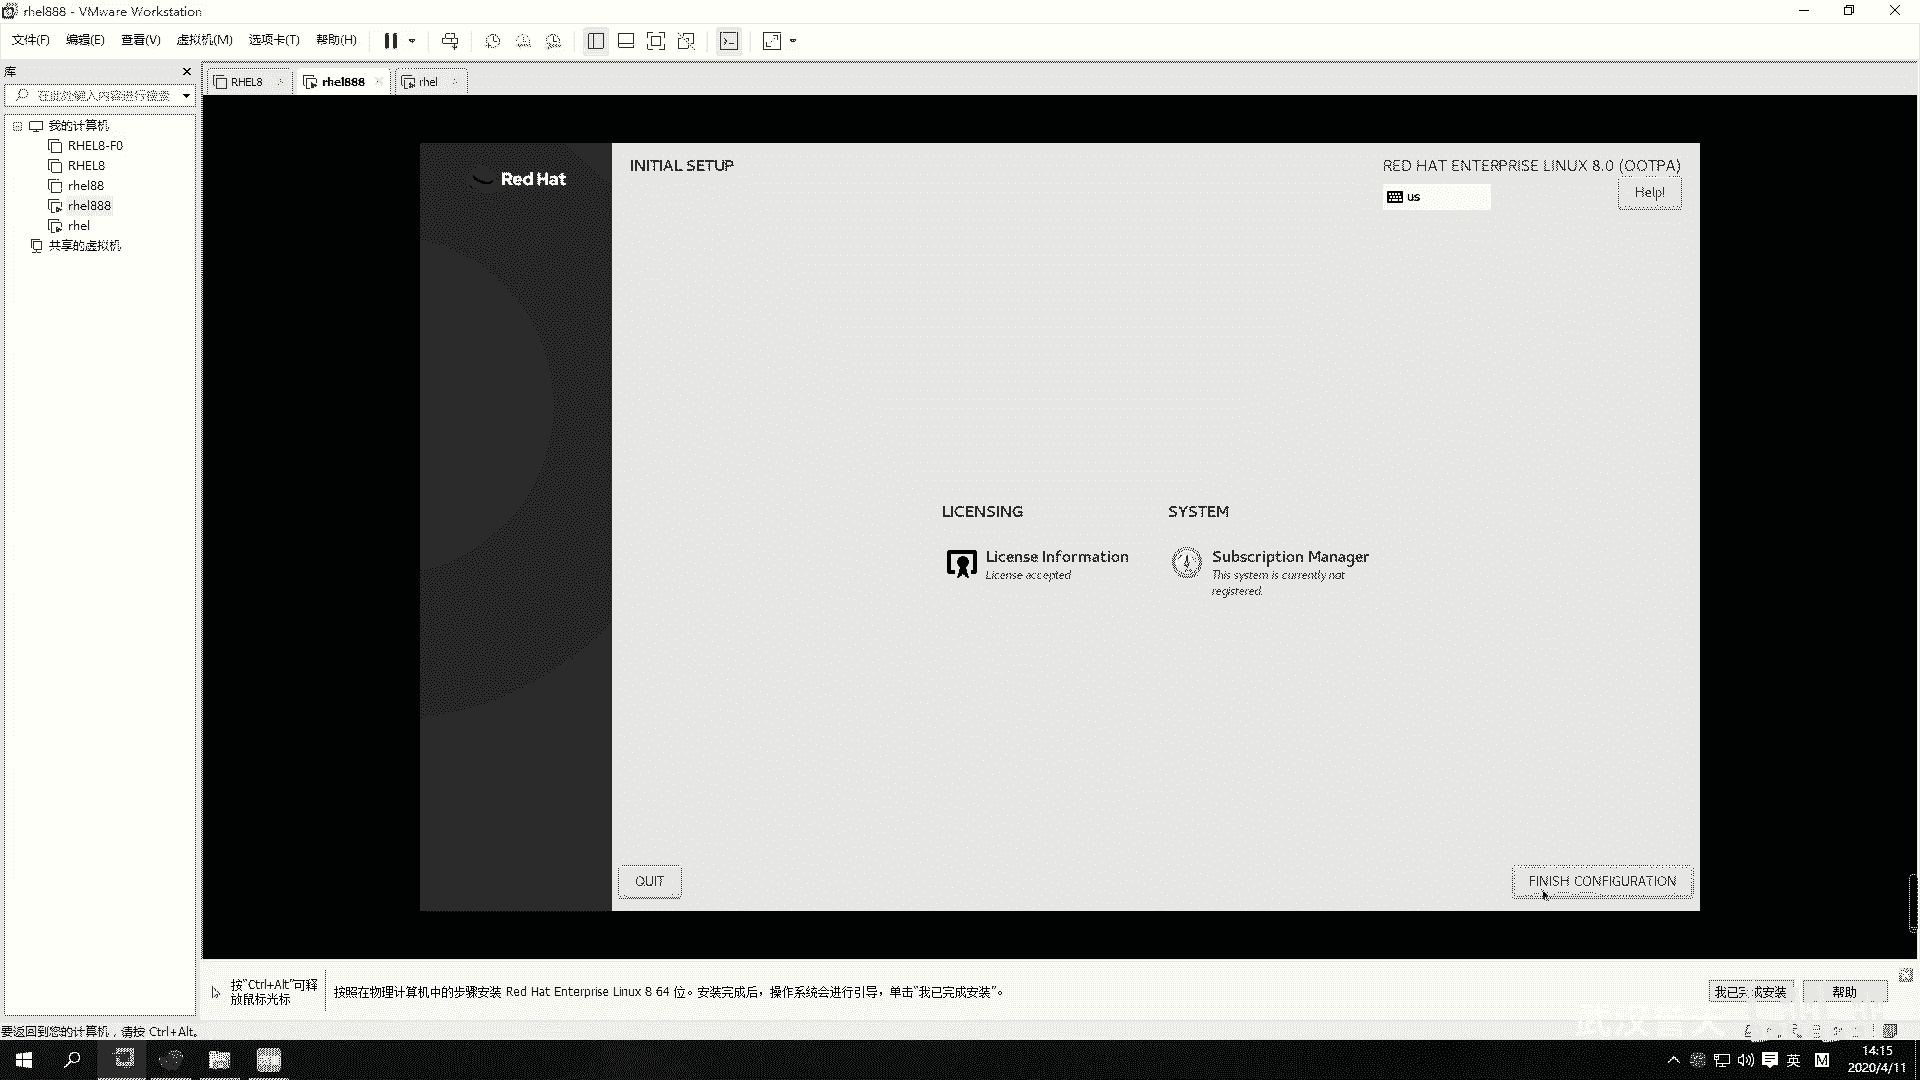 rhel888 - VMware Workstation
文件(F) 编辑(E) 查看(V) 虚拟机(M) 选项卡(T) 帮助(H)
库
在此处键入内容进行搜索
我的计算机
RHEL8-F0
RHEL8
rhel88
rhel888
rhel
共享的虚拟机
RHEL8 rhel888 rhel
Red Hat
INITIAL SETUP
RED HAT ENTERPRISE LINUX 8.0 (OOTPA)
us
Help!
LICENSING
License Information
License accepted
SYSTEM
Subscription Manager
This system is currently not
registered.
QUIT
FINISH CONFIGURATION
按"Ctrl+Alt"可释
放鼠标光标
按照在物理计算机中的步骤安装 Red Hat Enterprise Linux 8 64 位。安装完成后，操作系统会进行引导，单击"我已完成安装"。
我已完成安装
帮助
要返回到您的计算机，请按 Ctrl+Alt。
英 M
14:15
2020/4/11